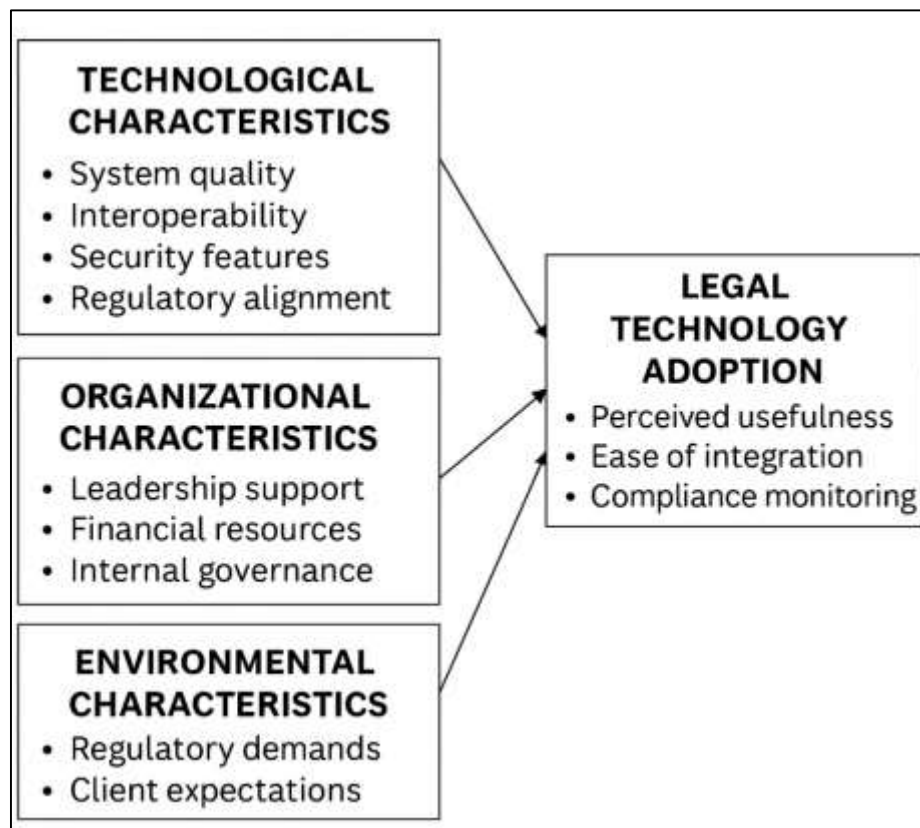 TECHNOLOGICAL
CHARACTERISTICS
• System quality
• Interoperability
• Security features
• Regulatory alignment
ORGANIZATIONAL
CHARACTERISTICS
• Leadership support
• Financial resources
• Internal governance
ENVIRONMENTAL
CHARACTERISTICS
• Regulatory demands
• Client expectations
LEGAL
TECHNOLOGY
ADOPTION
• Perceived usefulness
• Ease of integration
• Compliance monitoring